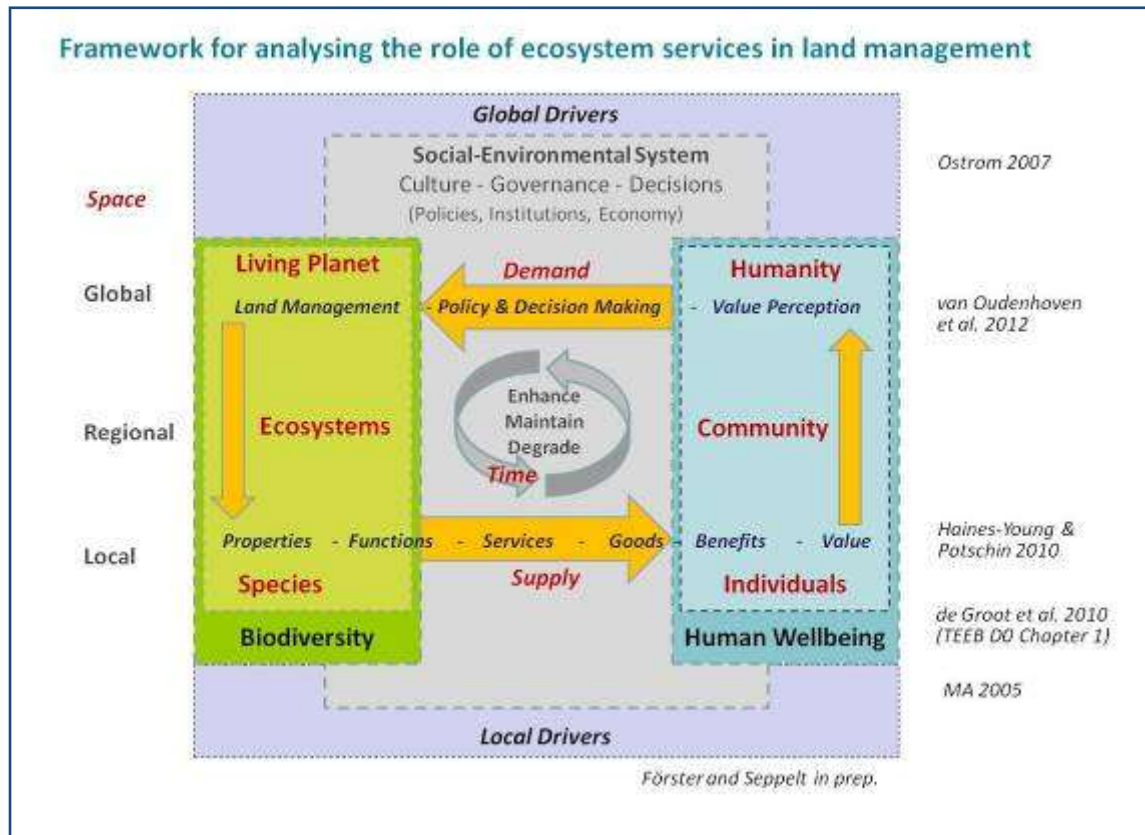 Framework for analysing the role of ecosystem services in land management
Global Drivers
Social-Environmental System
Culture - Governance - Decisions
(Policies, Institutions, Economy)
Ostrom 2007
Space
Living Planet
Demand
Humanity
Global
Land Management - Policy & Decision Making - Value Perception
van Oudenhoven
et al. 2012
Enhance
Maintain
Degrade
Regional
Ecosystems
Community
Time
Local
Properties - Functions - Services - Goods - Benefits - Value
Haines-Young &
Potschin 2010
Species
Supply
Individuals
Biodiversity
Human Wellbeing
de Groot et al. 2010
(TEEB D0 Chapter 1)
MA 2005
Local Drivers
Förster and Seppelt in prep.